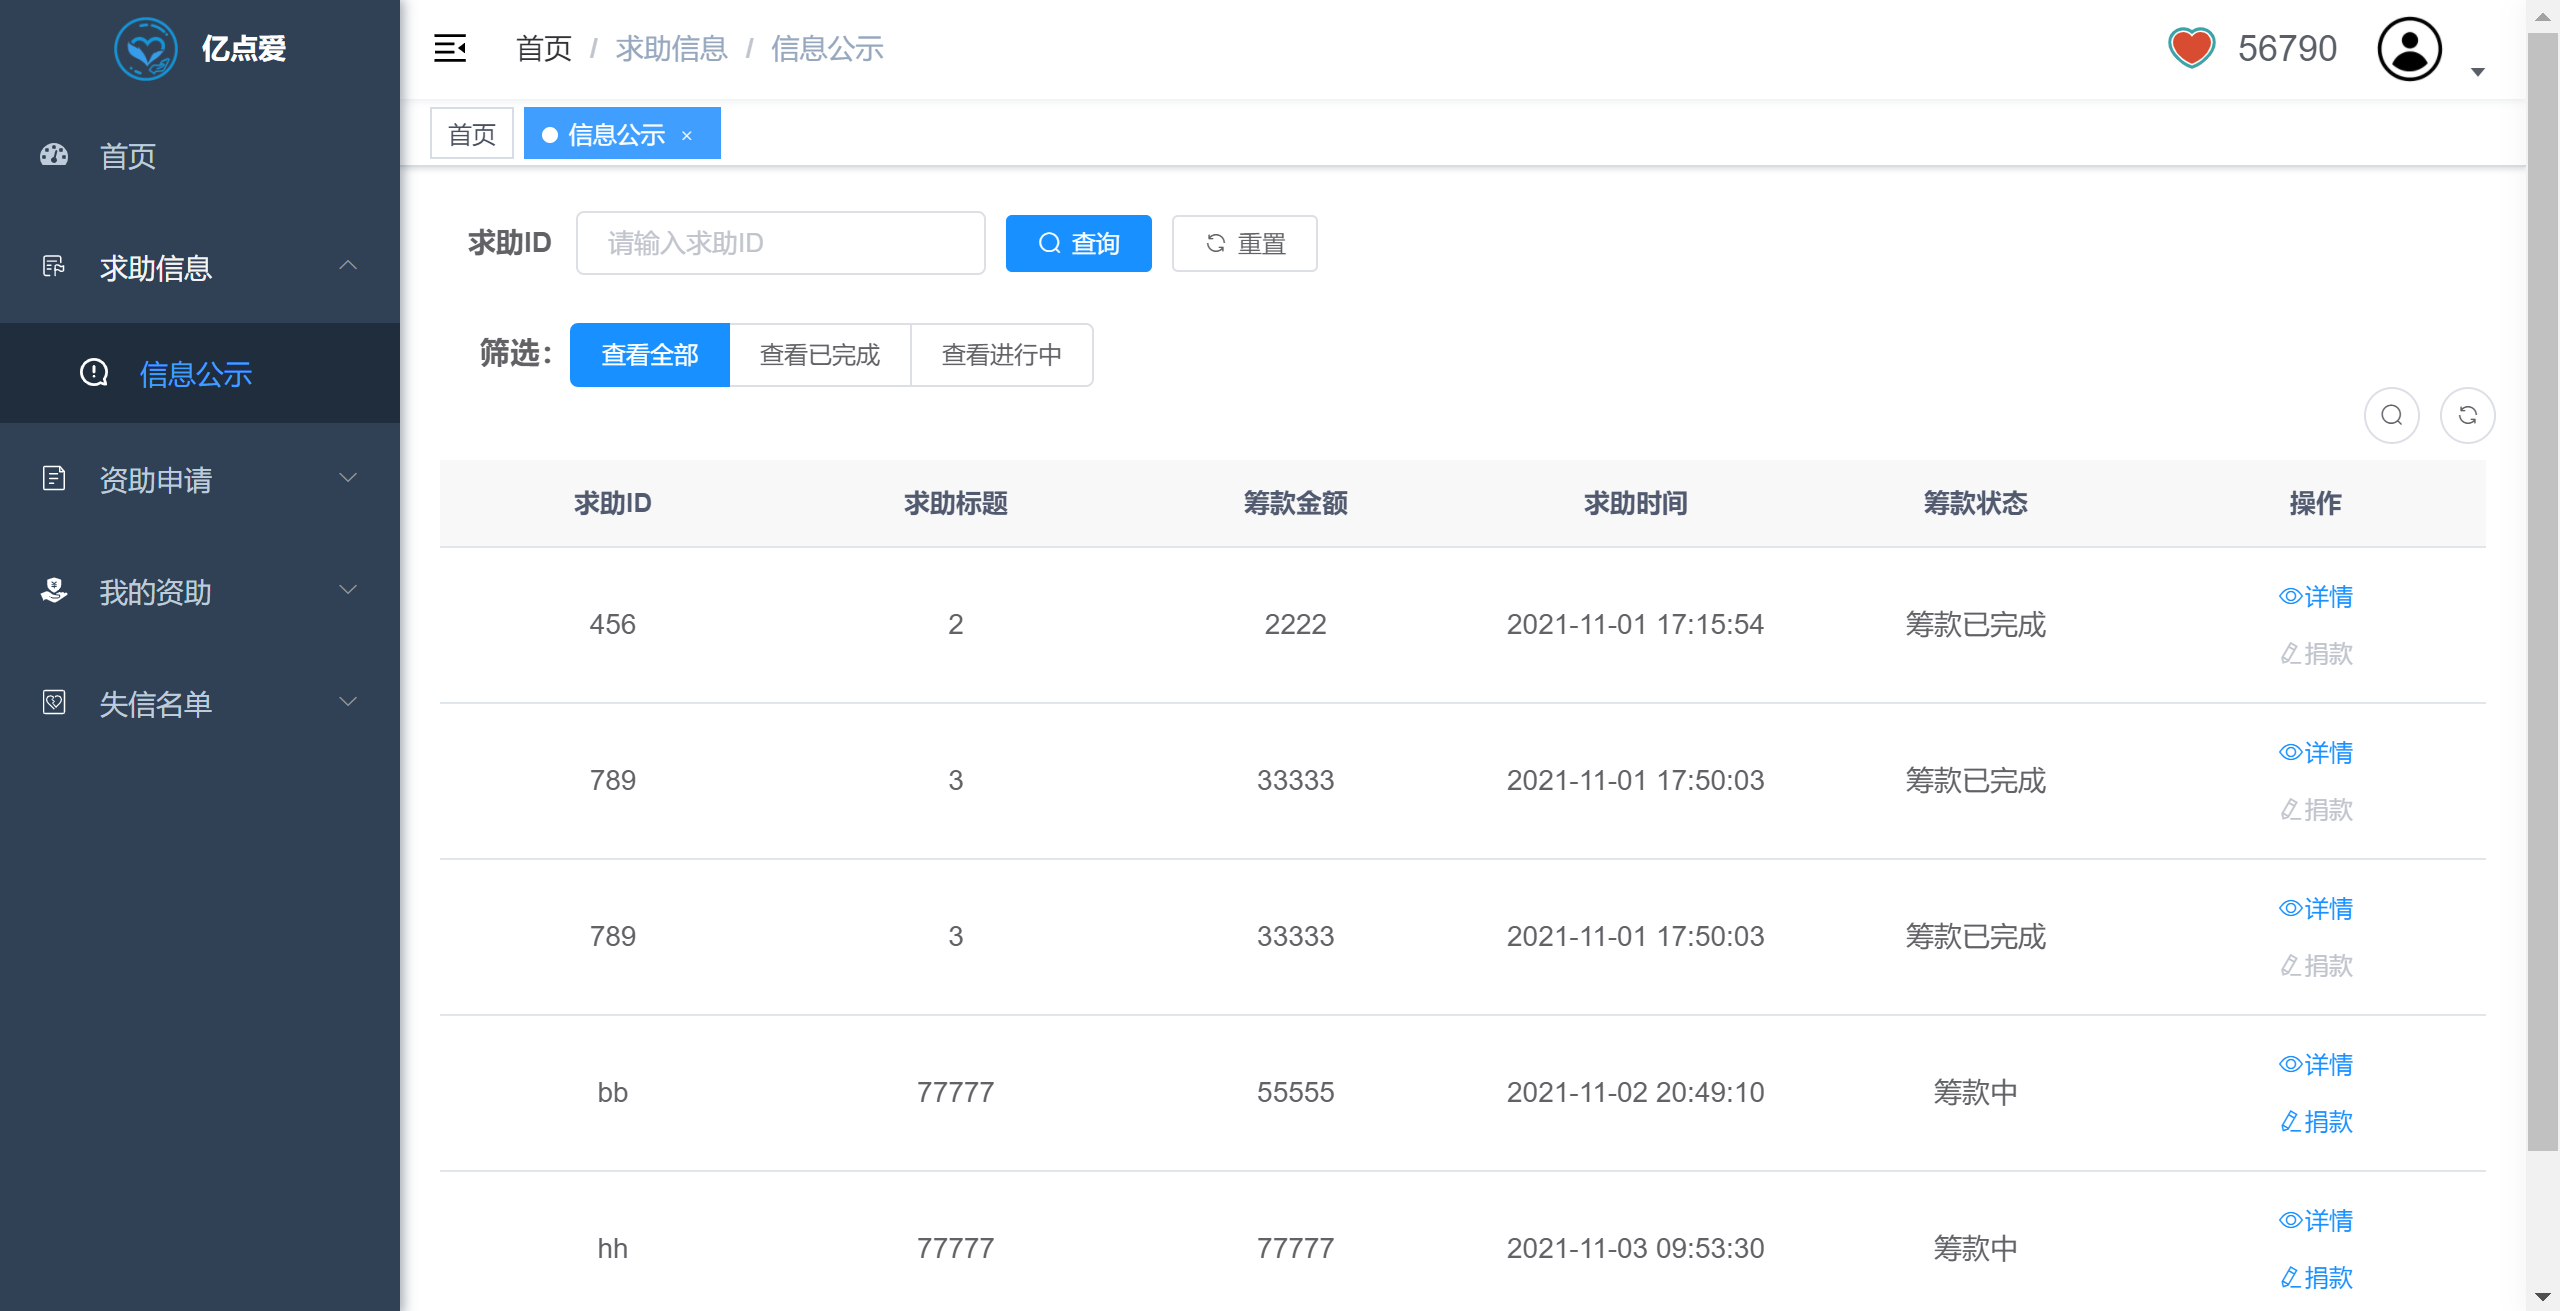 亿点爱
首页
求助信息
信息公示
资助申请
我的资助
失信名单
首页 / 求助信息 / 信息公示
56790
首页
信息公示 ×
求助ID 请输入求助ID 查询 重置
筛选： 查看全部 查看已完成 查看进行中
求助ID 求助标题 筹款金额 求助时间 筹款状态 操作
456 2 2222 2021-11-01 17:15:54 筹款已完成 详情
捐款
789 3 33333 2021-11-01 17:50:03 筹款已完成 详情
捐款
789 3 33333 2021-11-01 17:50:03 筹款已完成 详情
捐款
bb 77777 55555 2021-11-02 20:49:10 筹款中 详情
捐款
hh 77777 77777 2021-11-03 09:53:30 筹款中 详情
捐款